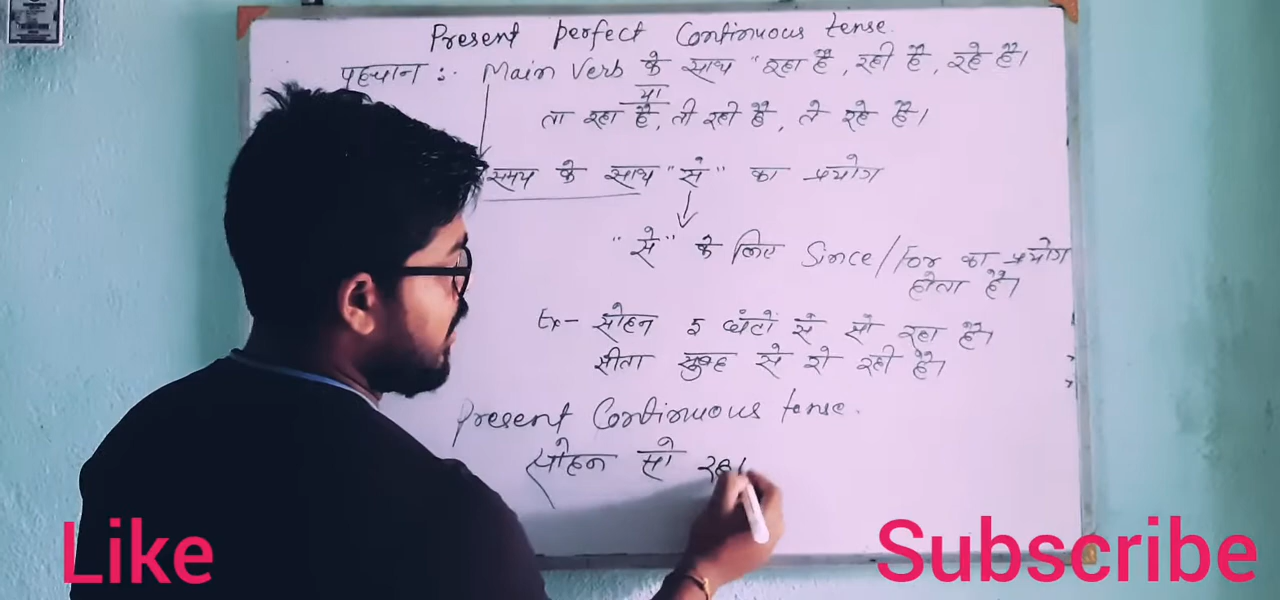 Present perfect Continuous tense.
पहचान :- Main Verb के साथ "रहा है, रही है, रहे है।
या
ता रहा है, ती रही है, ते रहे है।
समय के साथ "से" का प्रयोग
"से" के लिए Since/For का प्रयोग
होता है।
Ex- सोहन 5 घंटों से सो रहा है।
सीता सुबह से रो रही है।
Present Continuous tense.
सोहन सो रहा
Like
Subscribe